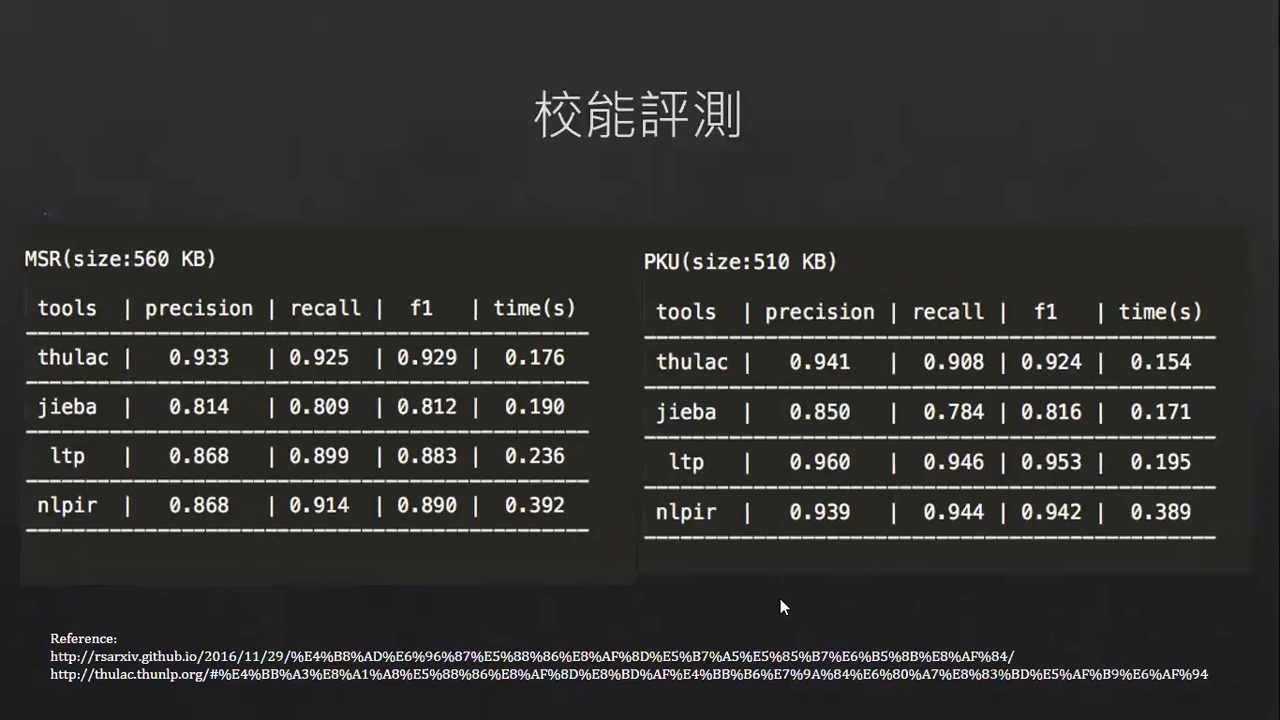 校能評測
MSR(size:560 KB)
tools | precision | recall | f1 | time(s)
thulac | 0.933 | 0.925 | 0.929 | 0.176
jieba | 0.814 | 0.809 | 0.812 | 0.190
ltp | 0.868 | 0.899 | 0.883 | 0.236
nlpir | 0.868 | 0.914 | 0.890 | 0.392
PKU(size:510 KB)
tools | precision | recall | f1 | time(s)
thulac | 0.941 | 0.908 | 0.924 | 0.154
jieba | 0.850 | 0.784 | 0.816 | 0.171
ltp | 0.960 | 0.946 | 0.953 | 0.195
nlpir | 0.939 | 0.944 | 0.942 | 0.389
Reference:
http://rsarxiv.github.io/2016/11/29/%E4%B8%AD%E6%96%87%E5%88%86%E8%AF%8D%E5%B7%A5%E5%85%B7%E6%B5%8B%E8%AF%84/
http://thulac.thunlp.org/#%E4%BB%A3%E8%A1%A8%E5%88%86%E8%AF%8D%E8%BD%AF%E4%BB%B6%E7%9A%84%E6%80%A7%E8%83%BD%E5%AF%B9%E6%AF%94